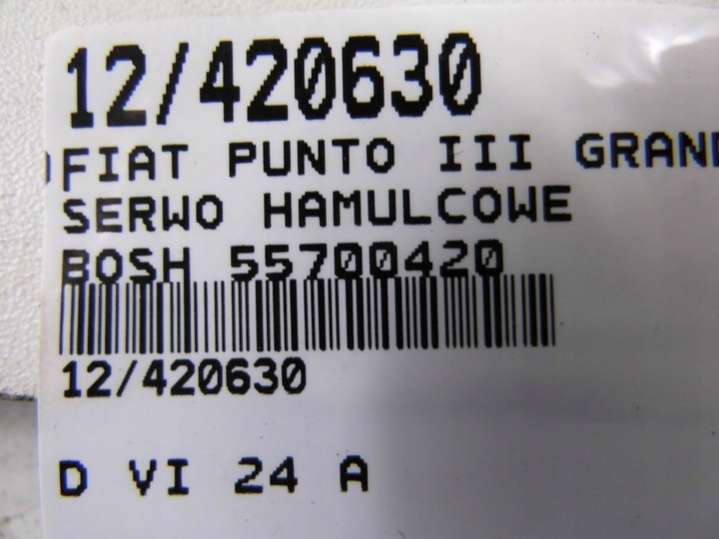 12/420630
FIAT PUNTO III GRAND
SERWO HAMULCOWE
BOSH 55700420
12/420630
D VI 24 A